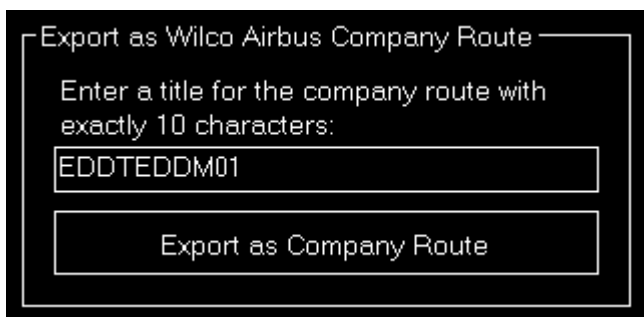 Export as Wilco Airbus Company Route
Enter a title for the company route with
exactly 10 characters:
EDDTEDDM01
Export as Company Route